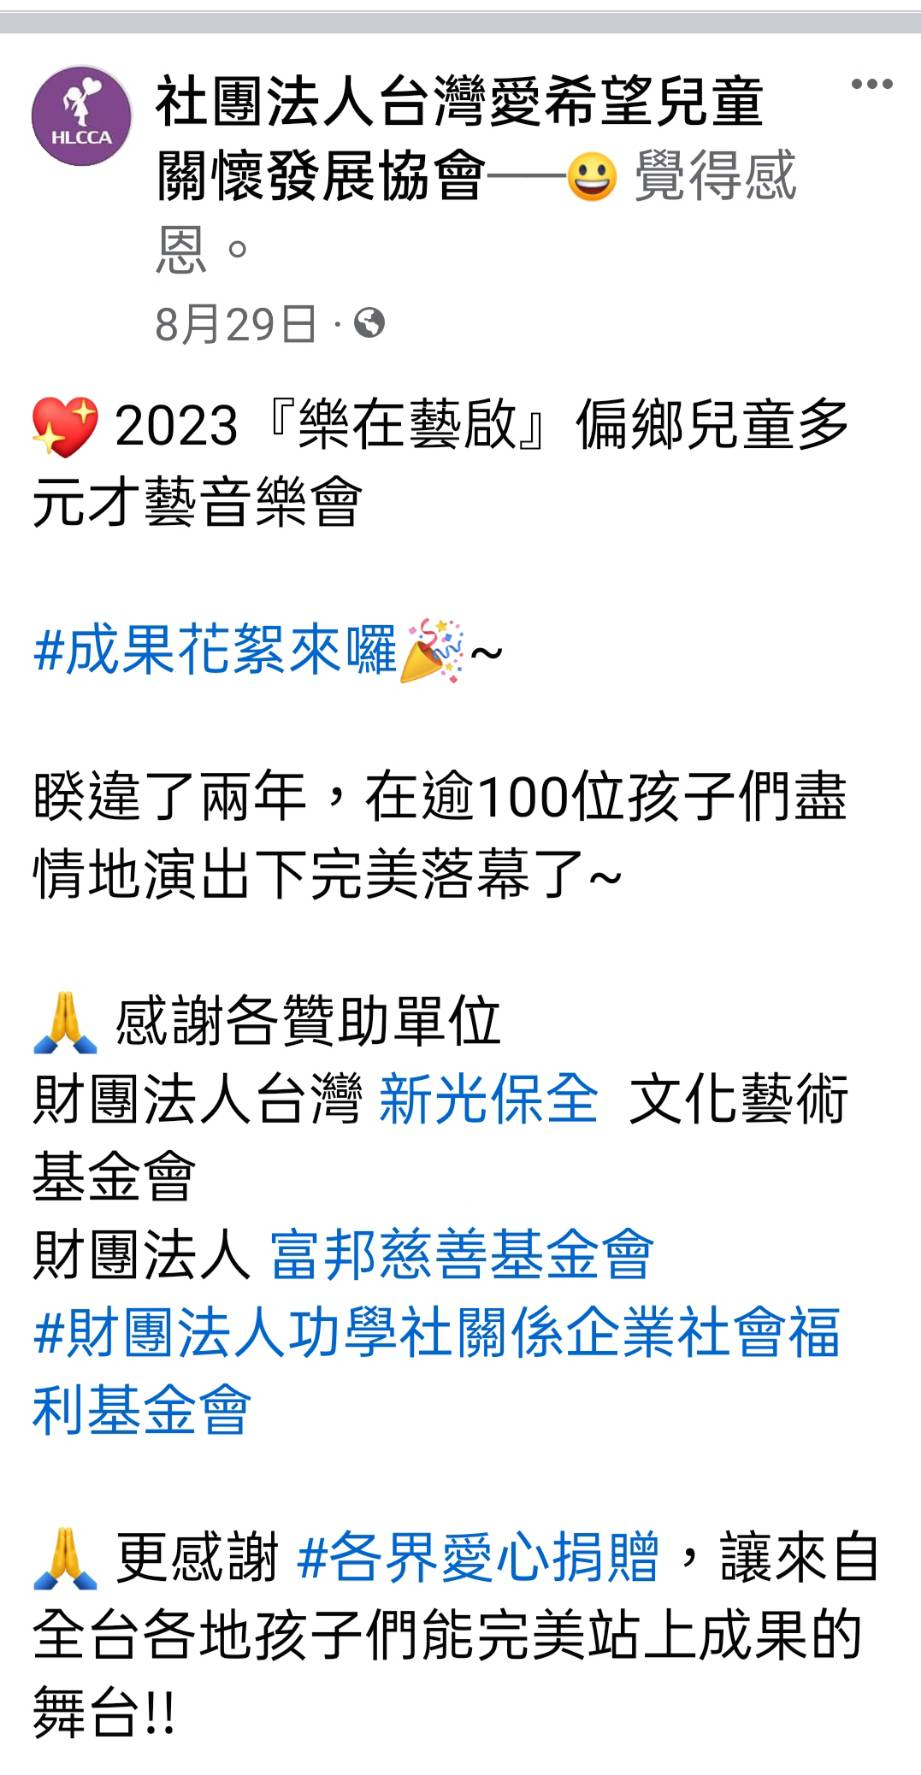 HLCCA
社團法人台灣愛希望兒童
關懷發展協會——😀 覺得感
恩。
8月29日 ·
💖 2023『樂在藝啟』偏鄉兒童多
元才藝音樂會
#成果花絮來囉🎉~
睽違了兩年，在逾100位孩子們盡
情地演出下完美落幕了~
🙏 感謝各贊助單位
財團法人台灣 新光保全 文化藝術
基金會
財團法人 富邦慈善基金會
#財團法人功學社關係企業社會福
利基金會
🙏 更感謝 #各界愛心捐贈，讓來自
全台各地孩子們能完美站上成果的
舞台!!